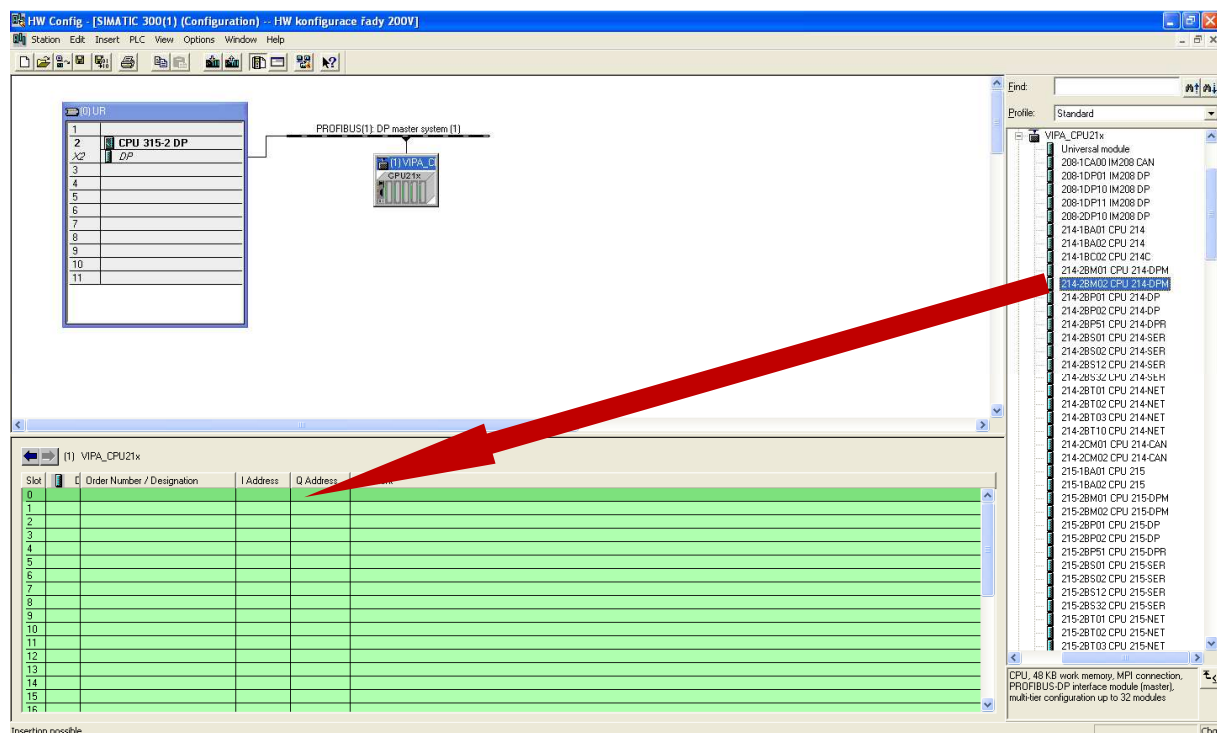 HW Config - [SIMATIC 300(1) (Configuration) -- HW konfigurace řady 200V]
Station Edit Insert PLC View Options Window Help
(0) UR
1
2 CPU 315-2 DP
X2 DP
3
4
5
6
7
8
9
10
11
PROFIBUS(1): DP master system (1)
(1) VIPA_C
CPU21x
Find:
Profile: Standard
VIPA_CPU21x
Universal module
208-1CA00 IM208 CAN
208-1DP01 IM208 DP
208-1DP10 IM208 DP
208-1DP11 IM208 DP
208-2DP10 IM208 DP
214-1BA01 CPU 214
214-1BA02 CPU 214
214-1BC02 CPU 214C
214-2BM01 CPU 214-DPM
214-2BM02 CPU 214-DPM
214-2BP01 CPU 214-DP
214-2BP02 CPU 214-DP
214-2BP51 CPU 214-DPR
214-2BS01 CPU 214-SER
214-2BS02 CPU 214-SER
214-2BS12 CPU 214-SER
214-2BS32 CPU 214-SER
214-2BT01 CPU 214-NET
214-2BT02 CPU 214-NET
214-2BT03 CPU 214-NET
214-2BT10 CPU 214-NET
214-2CM01 CPU 214-CAN
214-2CM02 CPU 214-CAN
215-1BA01 CPU 215
215-1BA02 CPU 215
215-2BM01 CPU 215-DPM
215-2BM02 CPU 215-DPM
215-2BP01 CPU 215-DP
215-2BP02 CPU 215-DP
215-2BP51 CPU 215-DPR
215-2BS01 CPU 215-SER
215-2BS02 CPU 215-SER
215-2BS12 CPU 215-SER
215-2BS32 CPU 215-SER
215-2BT01 CPU 215-NET
215-2BT02 CPU 215-NET
215-2BT03 CPU 215-NET
CPU, 48 KB work memory, MPI connection,
PROFIBUS-DP interface module (master),
multi-tier configuration up to 32 modules
(1) VIPA_CPU21x
Slot D Order Number / Designation I Address Q Address
0
1
2
3
4
5
6
7
8
9
10
11
12
13
14
15
16
Insertion possible
Chg